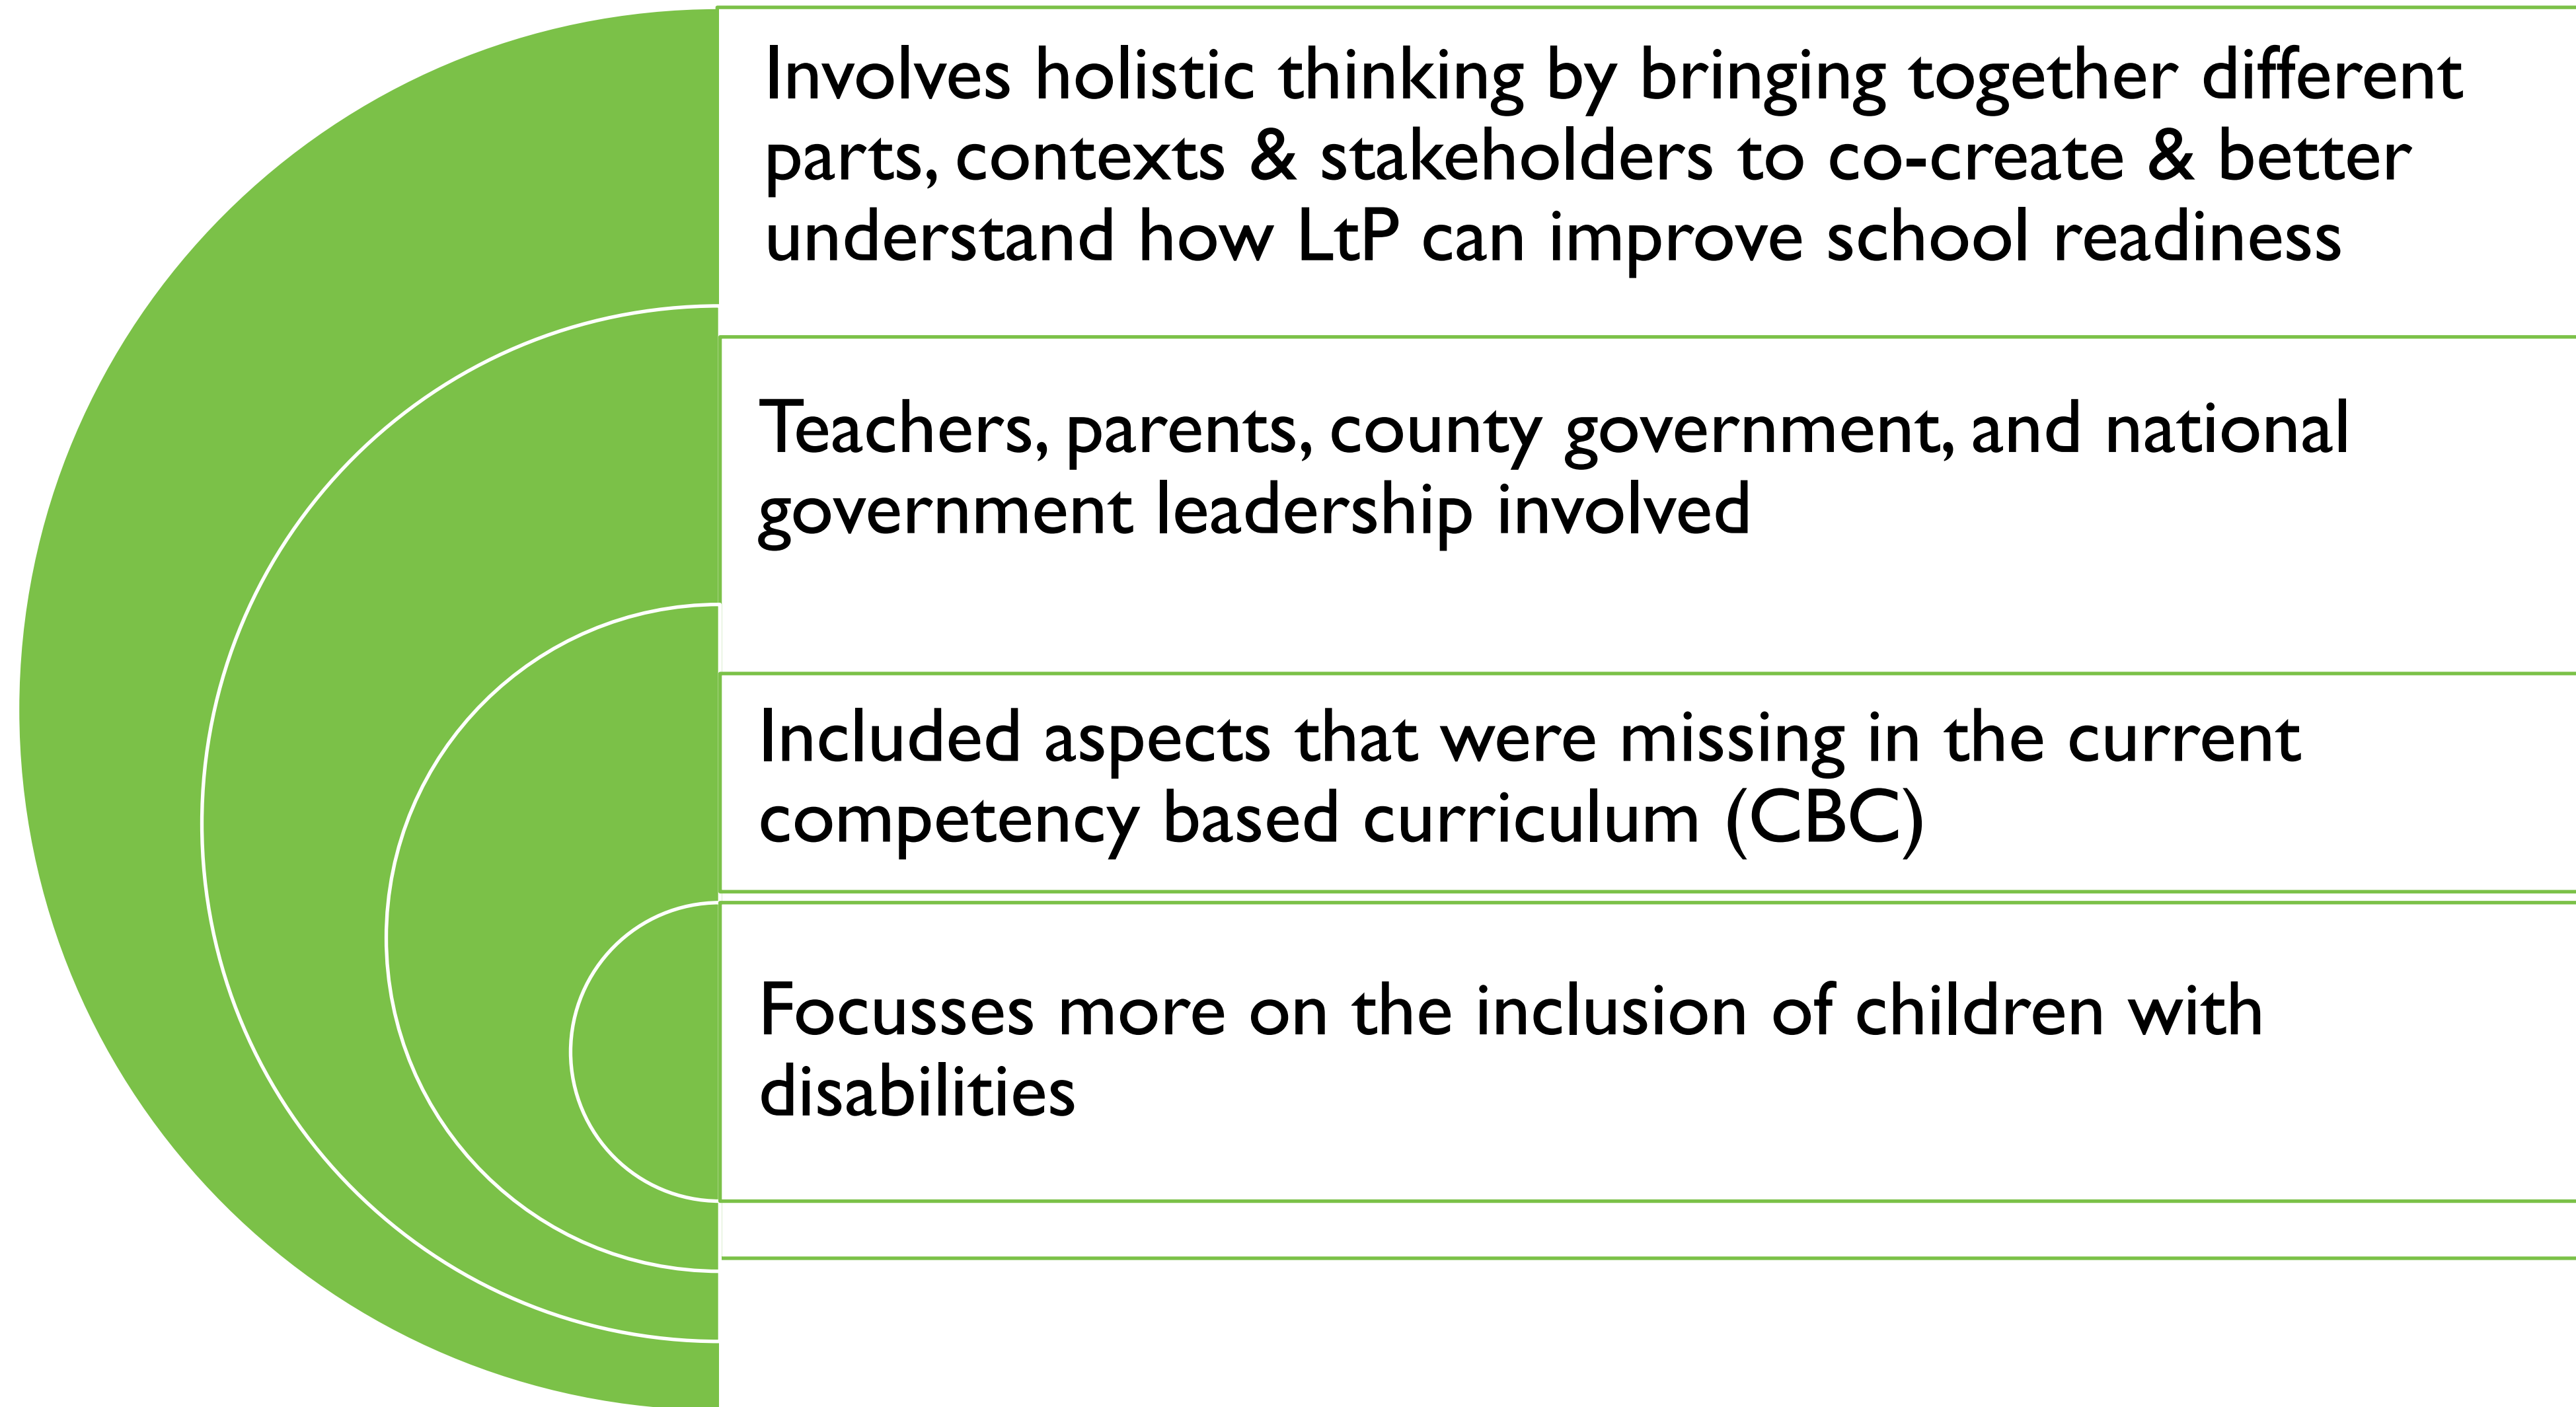 Involves holistic thinking by bringing together different
parts, contexts & stakeholders to co-create & better
understand how LtP can improve school readiness
Teachers, parents, county government, and national
government leadership involved
Included aspects that were missing in the current
competency based curriculum (CBC)
Focusses more on the inclusion of children with
disabilities